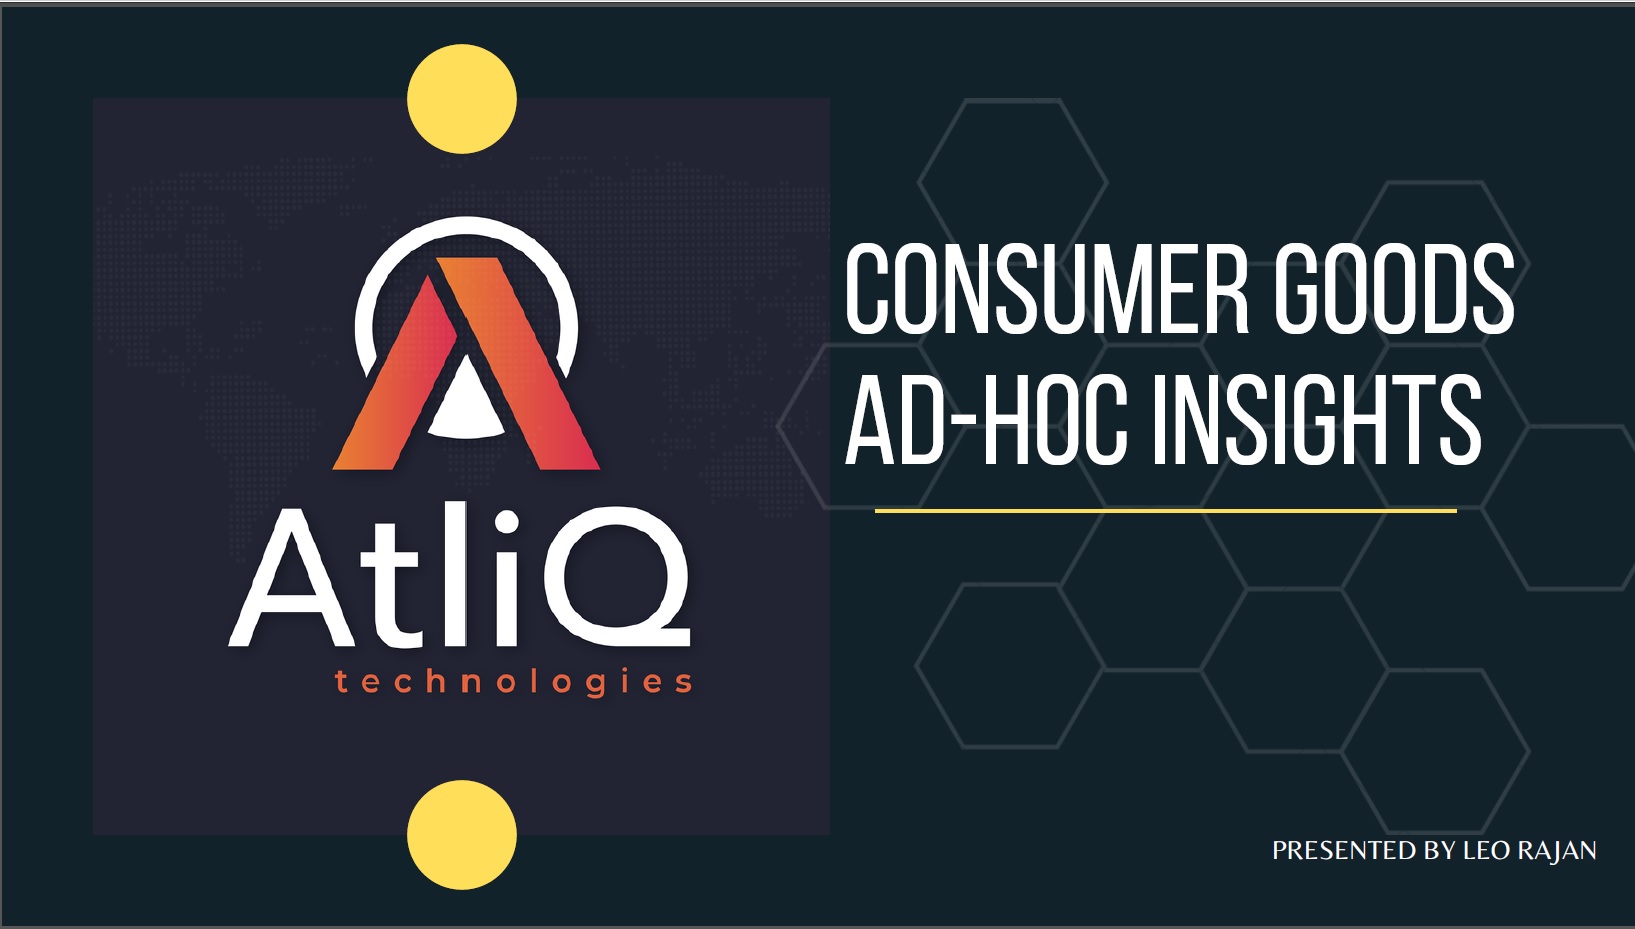 AtliQ
technologies
CONSUMER GOODS
AD-HOC INSIGHTS
PRESENTED BY LEO RAJAN